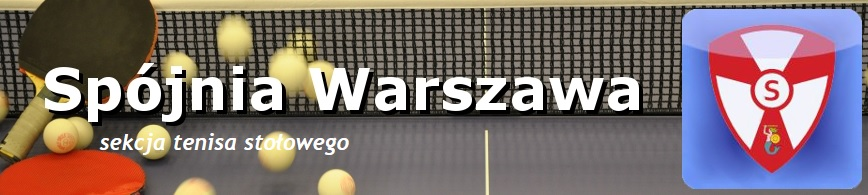 Spójnia Warszawa
sekcja tenisa stołowego
S